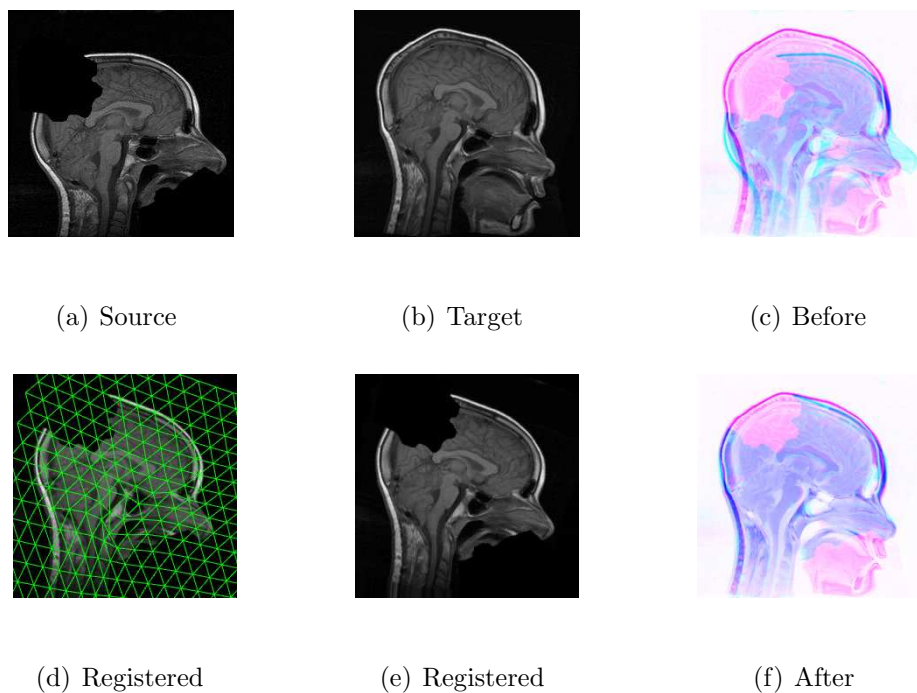 (a) Source
(b) Target
(c) Before
(d) Registered
(e) Registered
(f) After